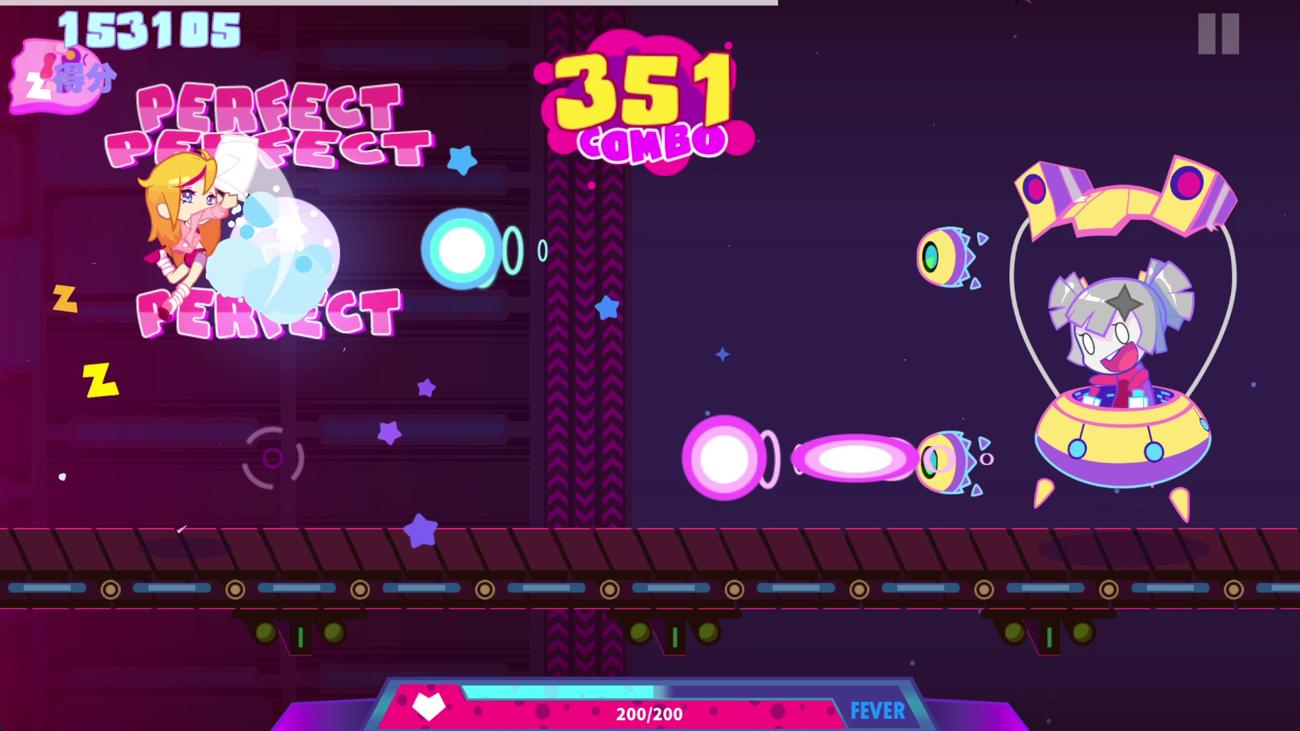 153105
得分
351
COMBO
PERFECT
PERFECT
PERFECT
Z
Z
Z
200/200
FEVER